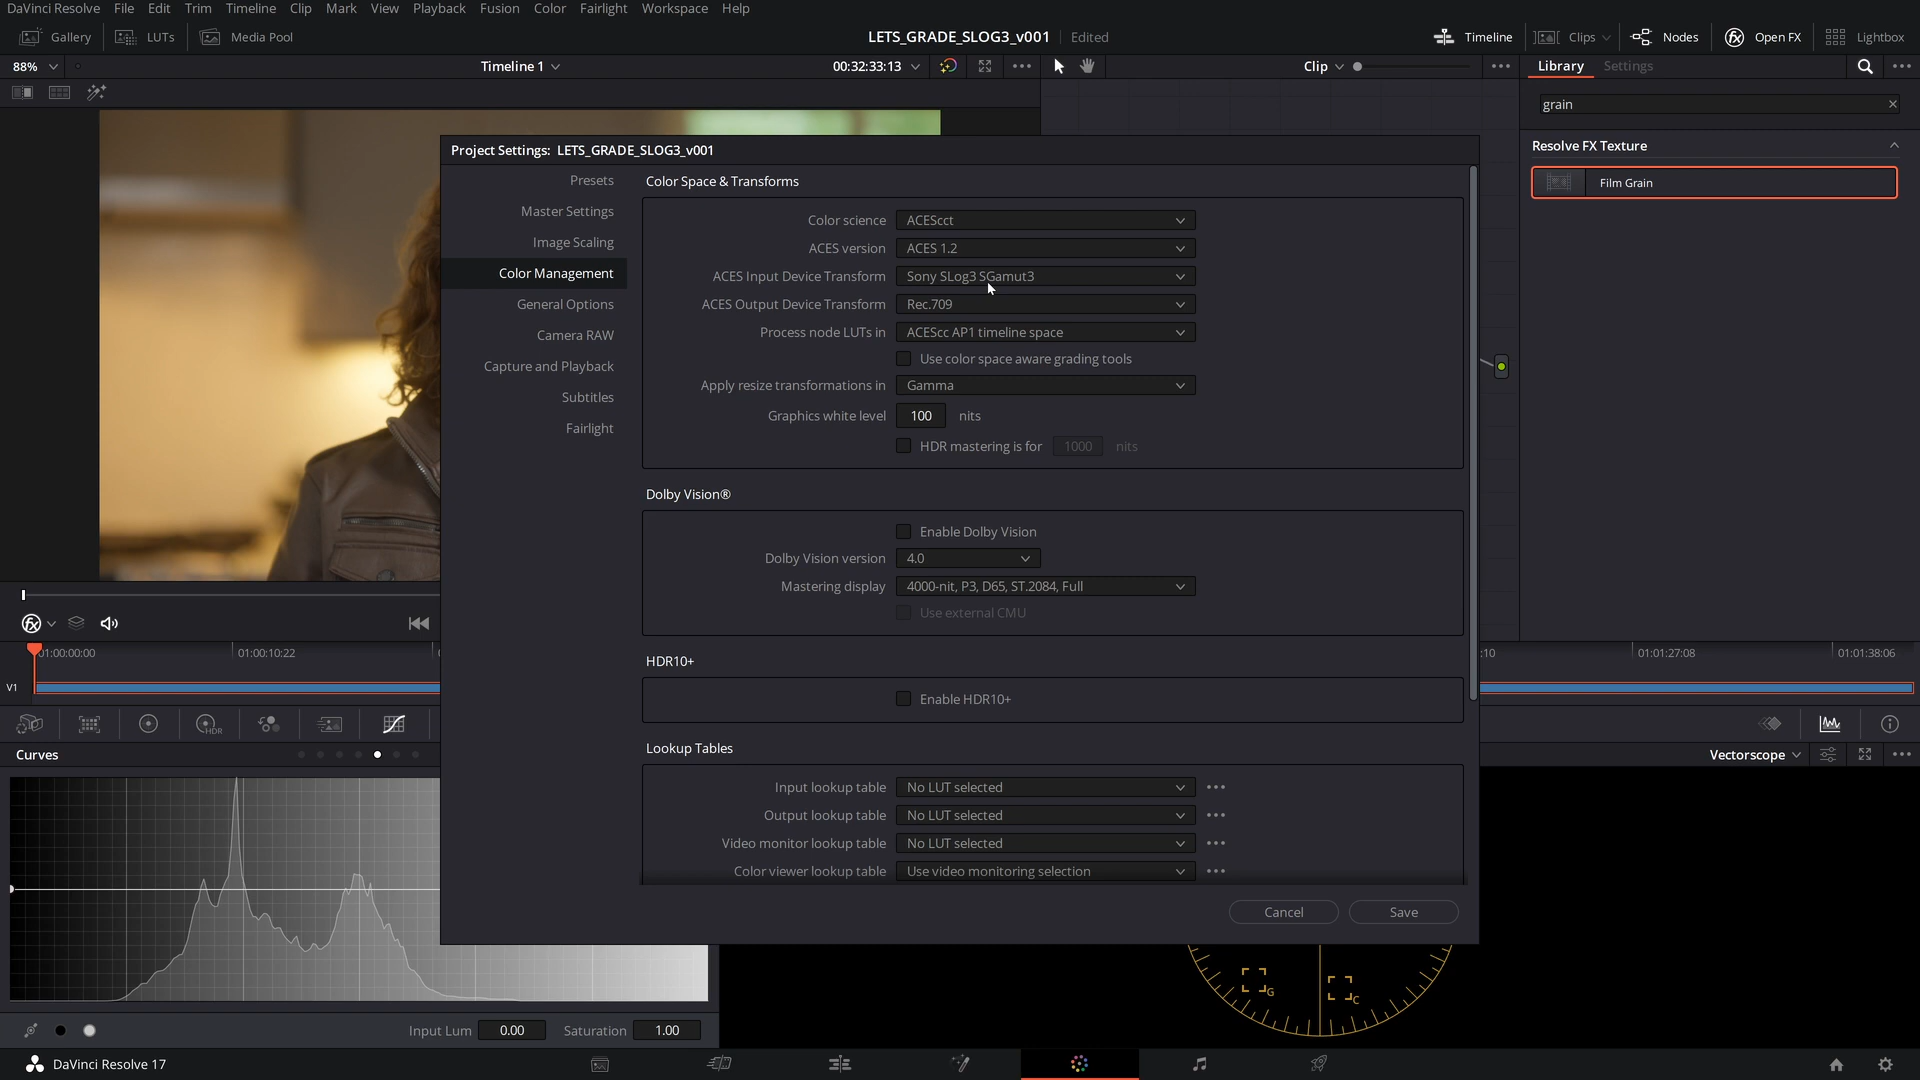 DaVinci Resolve File Edit Trim Timeline Clip Mark View Playback Fusion Color Fairlight Workspace Help
Gallery LUTs Media Pool LETS_GRADE_SLOG3_v001 Edited Timeline Clips Nodes Open FX Lightbox
88% Timeline 1 00:32:33:13 Clip Library Settings
grain
Resolve FX Texture
Film Grain
Project Settings: LETS_GRADE_SLOG3_v001
Presets
Master Settings
Image Scaling
Color Management
General Options
Camera RAW
Capture and Playback
Subtitles
Fairlight
Color Space & Transforms
Color science ACEScct
ACES version ACES 1.2
ACES Input Device Transform Sony SLog3 SGamut3
ACES Output Device Transform Rec.709
Process node LUTs in ACEScc AP1 timeline space
Use color space aware grading tools
Apply resize transformations in Gamma
Graphics white level 100 nits
HDR mastering is for 1000 nits
Dolby Vision®
Enable Dolby Vision
Dolby Vision version 4.0
Mastering display 4000-nit, P3, D65, ST.2084, Full
Use external CMU
HDR10+
Enable HDR10+
Lookup Tables
Input lookup table No LUT selected
Output lookup table No LUT selected
Video monitor lookup table No LUT selected
Color viewer lookup table Use video monitoring selection
Cancel Save
01:00:00:00 01:00:10:22 :10 01:01:27:08 01:01:38:06
V1
HDR
Curves
Vectorscope
G
C
Input Lum 0.00 Saturation 1.00
DaVinci Resolve 17